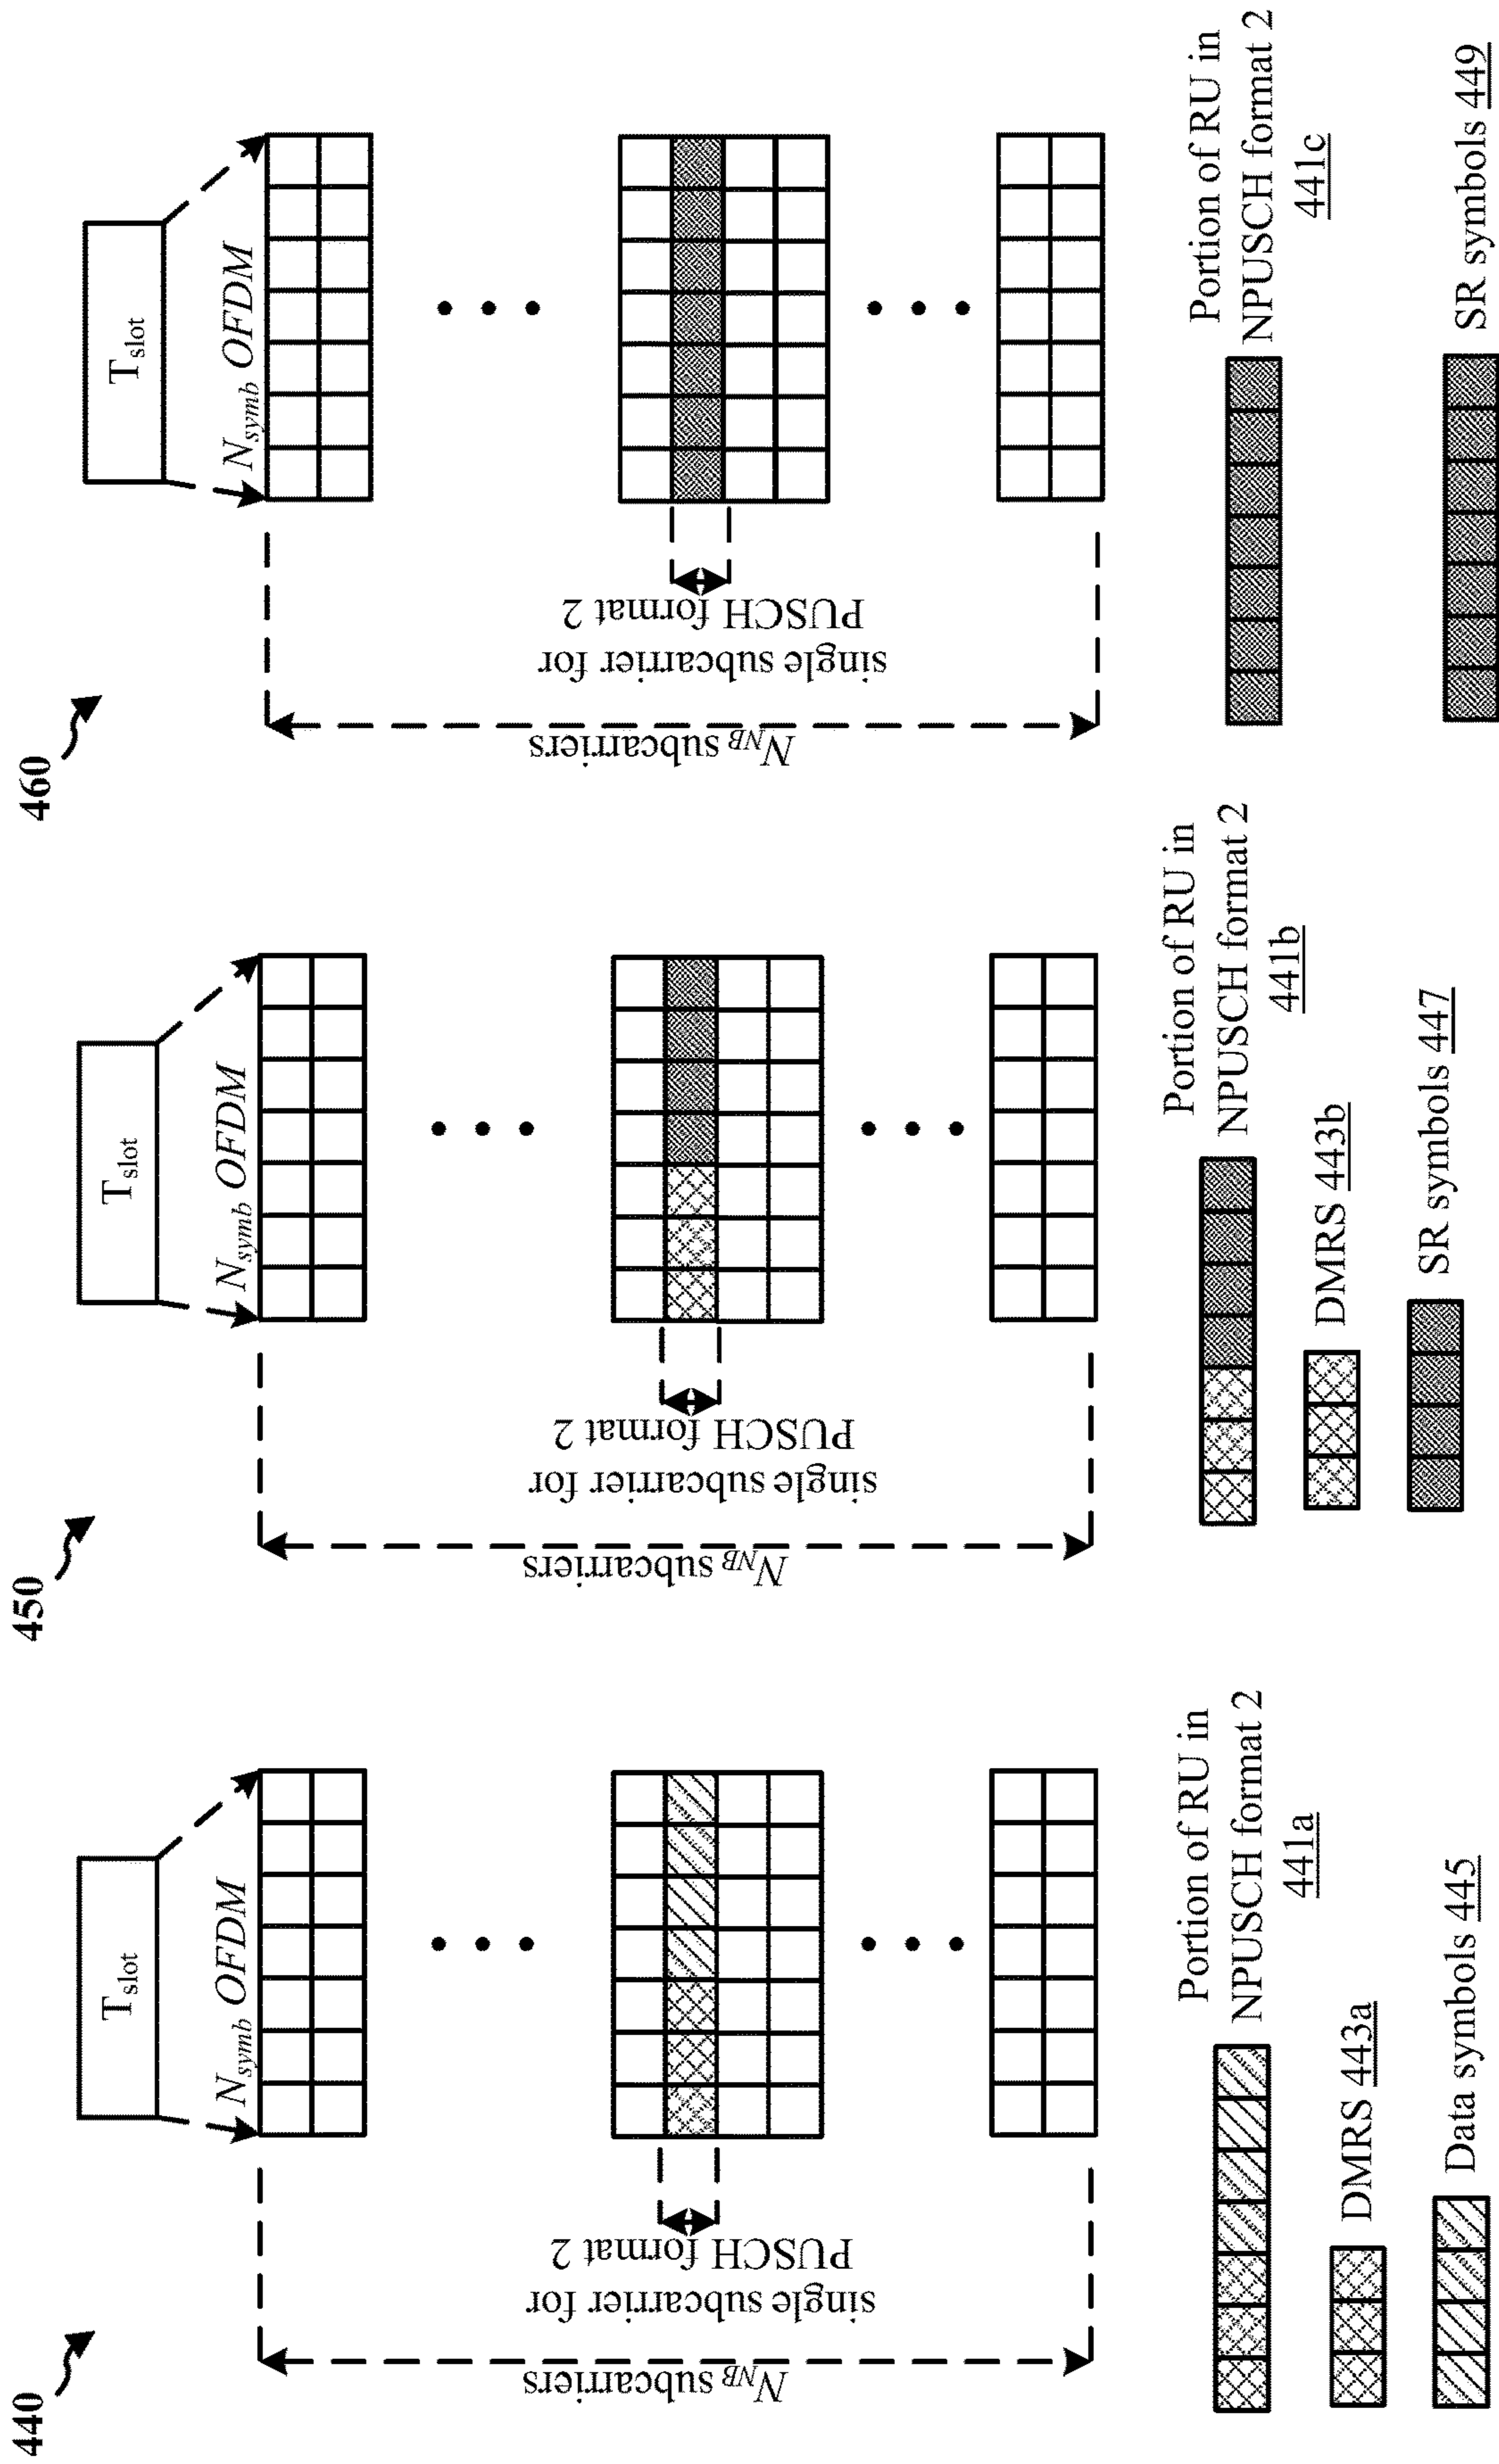 440
T_slot
N_symb OFDM
N_NB subcarriers
single subcarrier for
PUSCH format 2
Portion of RU in
NPUSCH format 2
441a
DMRS 443a
Data symbols 445
450
T_slot
N_symb OFDM
N_NB subcarriers
single subcarrier for
PUSCH format 2
Portion of RU in
NPUSCH format 2
441b
DMRS 443b
SR symbols 447
460
T_slot
N_symb OFDM
N_NB subcarriers
single subcarrier for
PUSCH format 2
Portion of RU in
NPUSCH format 2
441c
SR symbols 449